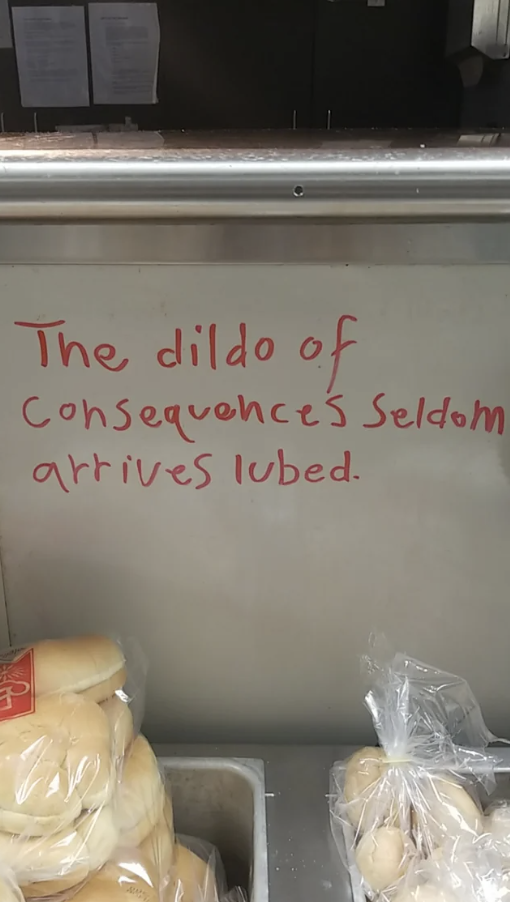 The dildo of
consequences seldom
arrives lubed.